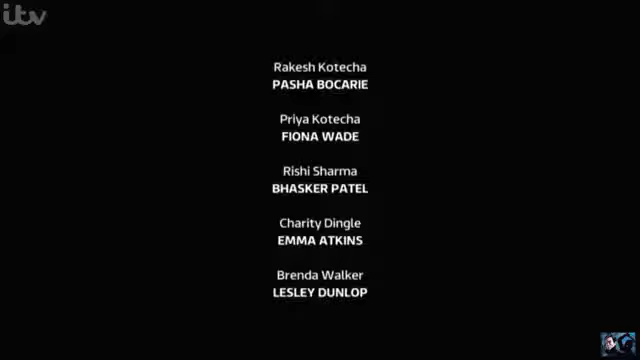 itv
Rakesh Kotecha
PASHA BOCARIE
Priya Kotecha
FIONA WADE
Rishi Sharma
BHASKER PATEL
Charity Dingle
EMMA ATKINS
Brenda Walker
LESLEY DUNLOP